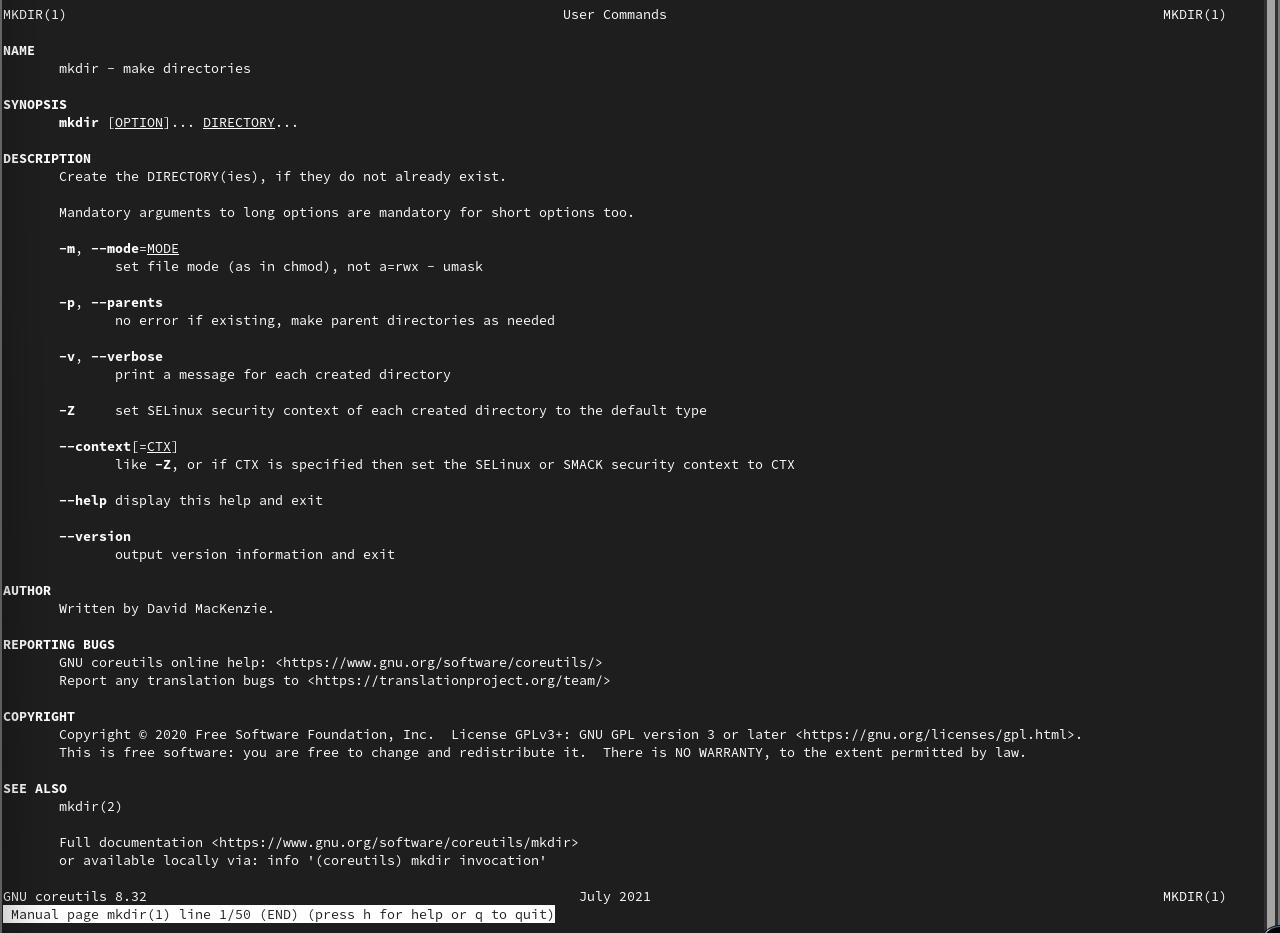 MKDIR(1) User Commands MKDIR(1)
NAME
mkdir - make directories
SYNOPSIS
mkdir [OPTION]... DIRECTORY...
DESCRIPTION
Create the DIRECTORY(ies), if they do not already exist.
Mandatory arguments to long options are mandatory for short options too.
-m, --mode=MODE
set file mode (as in chmod), not a=rwx - umask
-p, --parents
no error if existing, make parent directories as needed
-v, --verbose
print a message for each created directory
-Z set SELinux security context of each created directory to the default type
--context[=CTX]
like -Z, or if CTX is specified then set the SELinux or SMACK security context to CTX
--help display this help and exit
--version
output version information and exit
AUTHOR
Written by David MacKenzie.
REPORTING BUGS
GNU coreutils online help: <https://www.gnu.org/software/coreutils/>
Report any translation bugs to <https://translationproject.org/team/>
COPYRIGHT
Copyright © 2020 Free Software Foundation, Inc. License GPLv3+: GNU GPL version 3 or later <https://gnu.org/licenses/gpl.html>.
This is free software: you are free to change and redistribute it. There is NO WARRANTY, to the extent permitted by law.
SEE ALSO
mkdir(2)
Full documentation <https://www.gnu.org/software/coreutils/mkdir>
or available locally via: info '(coreutils) mkdir invocation'
GNU coreutils 8.32 July 2021 MKDIR(1)
Manual page mkdir(1) line 1/50 (END) (press h for help or q to quit)